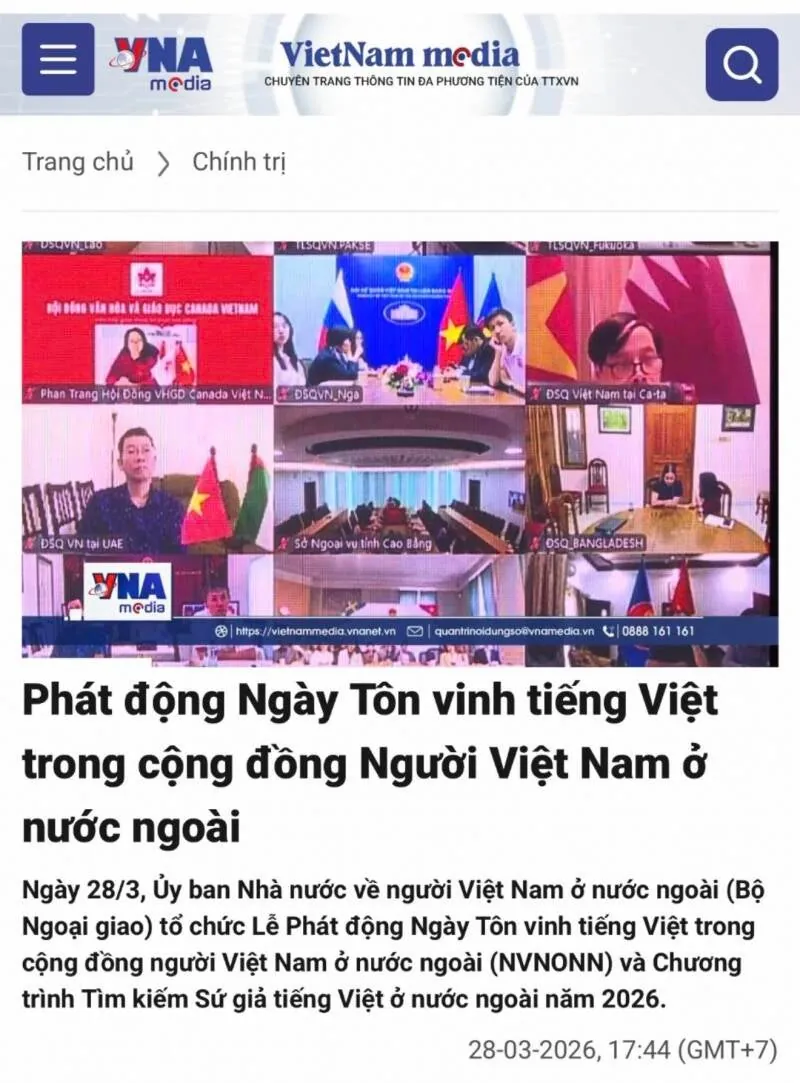 VNA
media
VietNam media
CHUYÊN TRANG THÔNG TIN ĐA PHƯƠNG TIỆN CỦA TTXVN
Trang chủ
Chính trị
ĐSQVN_Lào
TLSQVN.PAKSE
TLSQVN_Fukuoka
HỘI ĐỒNG VĂN HÓA VÀ GIÁO DỤC CANADA VIETNAM
Phan Trang Hội Đồng VHGD Canada Việt N...
ĐSQVN_Nga
ĐSQ Việt Nam tại Ca-ta
ĐSQ VN tại UAE
Sở Ngoại vụ tỉnh Cao Bằng
ĐSQ_BANGLADESH
VNA
media
https://vietnammedia.vnanet.vn
quantrinoidungso@vnamedia.vn
0888 161 161
Phát động Ngày Tôn vinh tiếng Việt
trong cộng đồng Người Việt Nam ở
nước ngoài
Ngày 28/3, Ủy ban Nhà nước về người Việt Nam ở nước ngoài (Bộ
Ngoại giao) tổ chức Lễ Phát động Ngày Tôn vinh tiếng Việt trong
cộng đồng người Việt Nam ở nước ngoài (NVNONN) và Chương
trình Tìm kiếm Sứ giả tiếng Việt ở nước ngoài năm 2026.
28-03-2026, 17:44 (GMT+7)